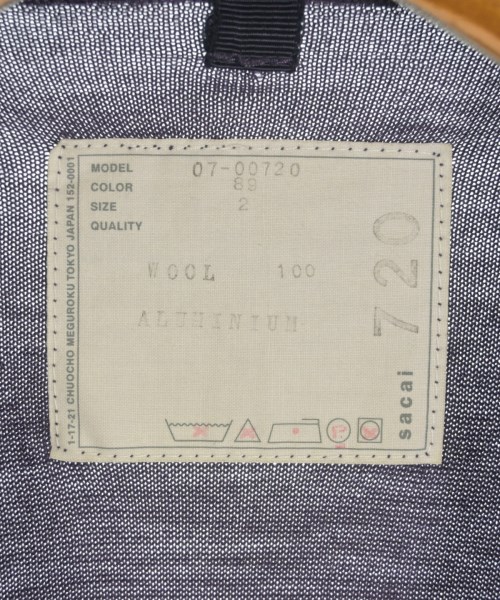 MODEL 07-00720
COLOR 89
SIZE 2
QUALITY
WOOL 100
ALUMINIUM
720
sacai
1-17-21 CHUOCHO MEGUROKU TOKYO JAPAN 152-0001
P